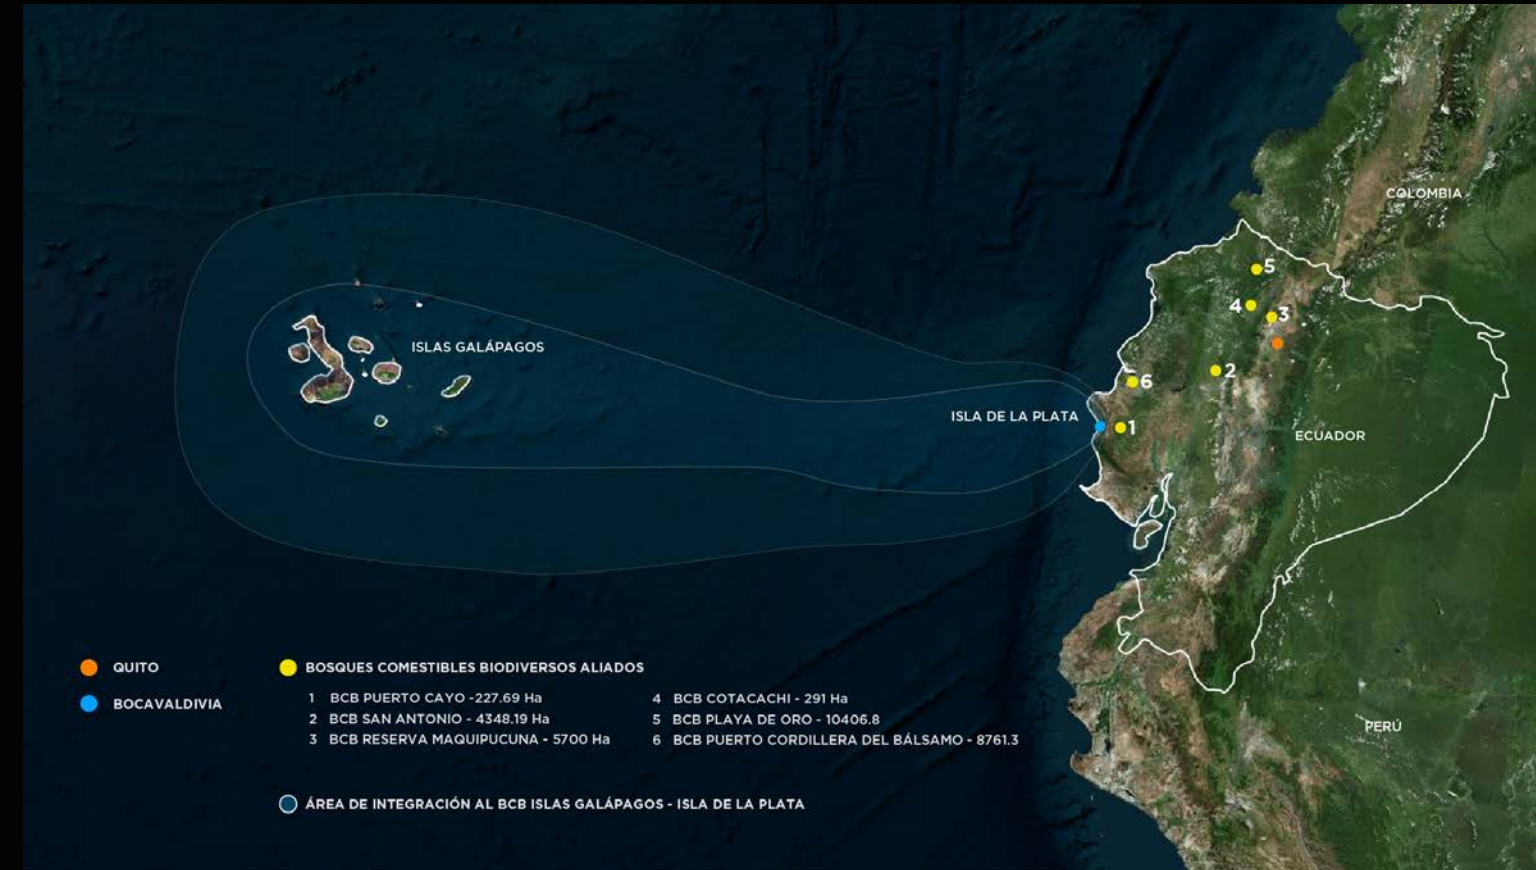 COLOMBIA
5
4
3
ISLAS GALÁPAGOS
2
6
ISLA DE LA PLATA
1
ECUADOR
QUITO
BOCAVALDIVIA
BOSQUES COMESTIBLES BIODIVERSOS ALIADOS
1 BCB PUERTO CAYO -227.69 Ha
2 BCB SAN ANTONIO - 4348.19 Ha
3 BCB RESERVA MAQUIPUCUNA - 5700 Ha
4 BCB COTACACHI - 291 Ha
5 BCB PLAYA DE ORO - 10406.8
6 BCB PUERTO CORDILLERA DEL BÁLSAMO - 8761.3
PERÚ
ÁREA DE INTEGRACIÓN AL BCB ISLAS GALÁPAGOS - ISLA DE LA PLATA